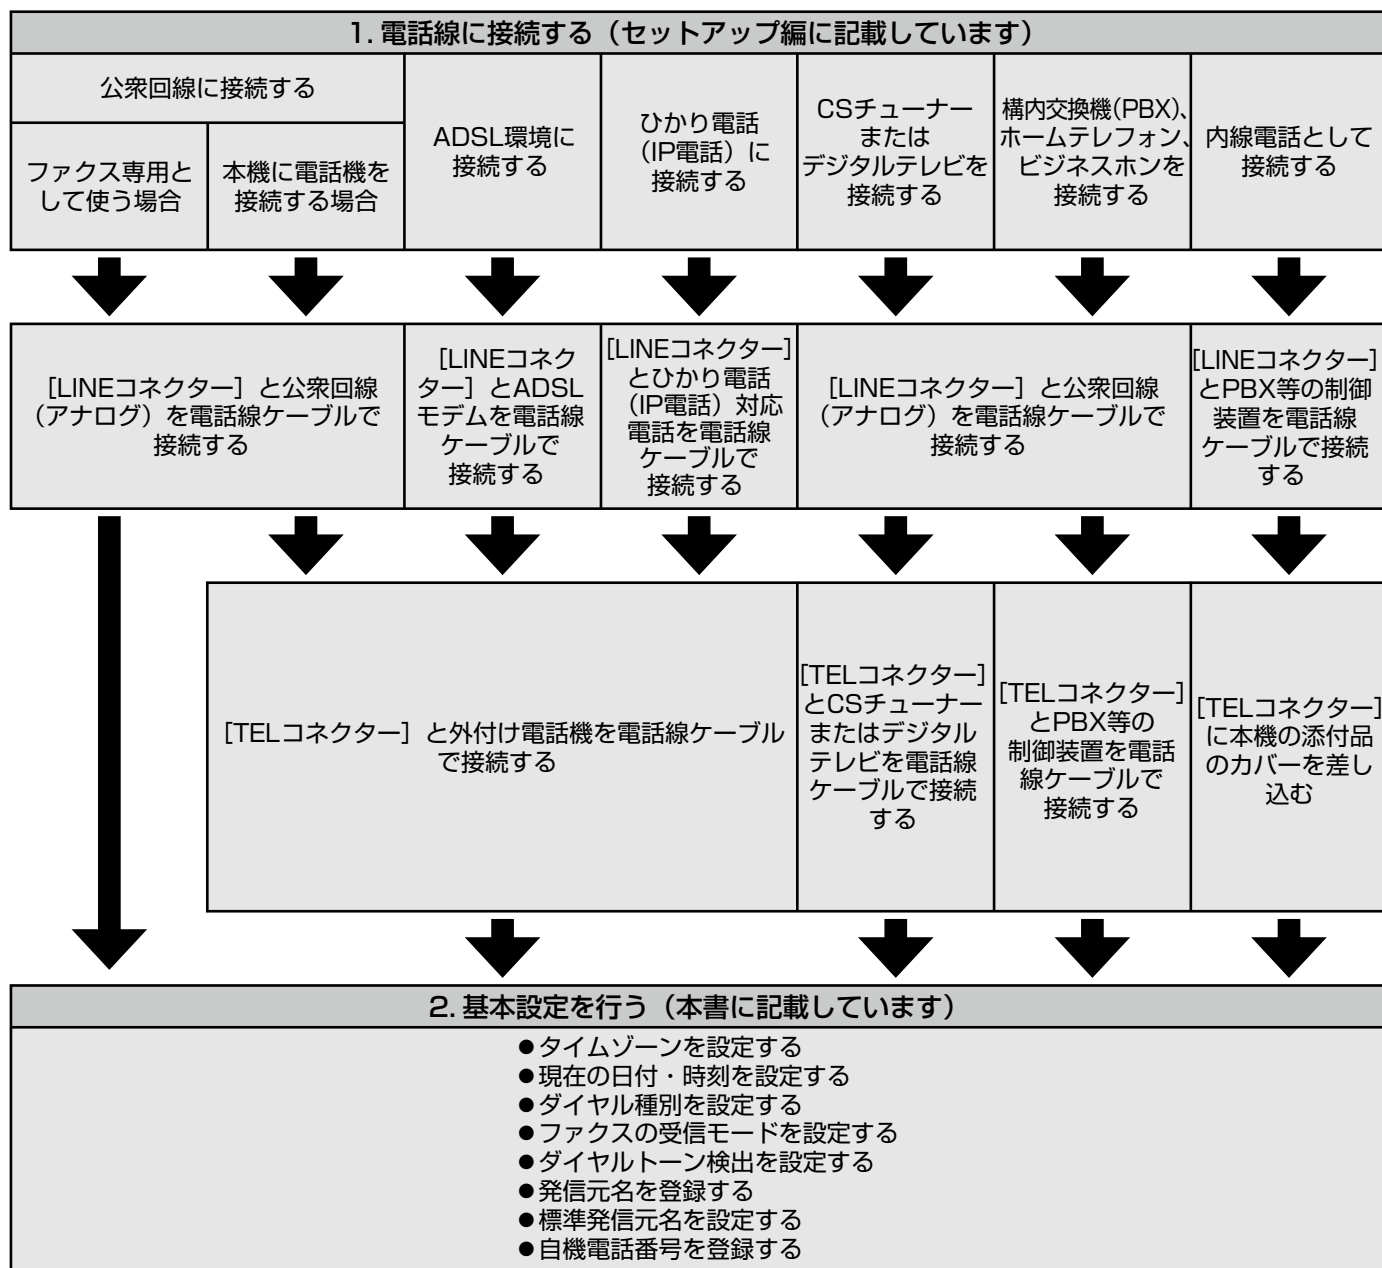 1. 電話線に接続する（セットアップ編に記載しています）
公衆回線に接続する
ファクス専用と
して使う場合
本機に電話機を
接続する場合
ADSL環境に
接続する
ひかり電話
（IP電話）に
接続する
CSチューナー
または
デジタルテレビを
接続する
構内交換機（PBX）、
ホームテレフォン、
ビジネスホンを
接続する
内線電話として
接続する
［LINEコネクター］と公衆回線
（アナログ）を電話線ケーブルで
接続する
［LINEコネク
ター］とADSL
モデムを電話線
ケーブルで
接続する
［LINEコネクター］
とひかり電話
（IP電話）対応
電話を電話線
ケーブルで
接続する
［LINEコネクター］と公衆回線
（アナログ）を電話線ケーブルで
接続する
［LINEコネクター］
とPBX等の制御
装置を電話線
ケーブルで接続
する
［TELコネクター］と外付け電話機を電話線ケーブル
で接続する
［TELコネクター］
とCSチューナー
またはデジタル
テレビを電話線
ケーブルで接続
する
［TELコネクター］
とPBX等の
制御装置を電話
線ケーブルで
接続する
［TELコネクター］
に本機の添付品
のカバーを差し
込む
2. 基本設定を行う（本書に記載しています）
●タイムゾーンを設定する
●現在の日付・時刻を設定する
●ダイヤル種別を設定する
●ファクスの受信モードを設定する
●ダイヤルトーン検出を設定する
●発信元名を登録する
●標準発信元名を設定する
●自機電話番号を登録する